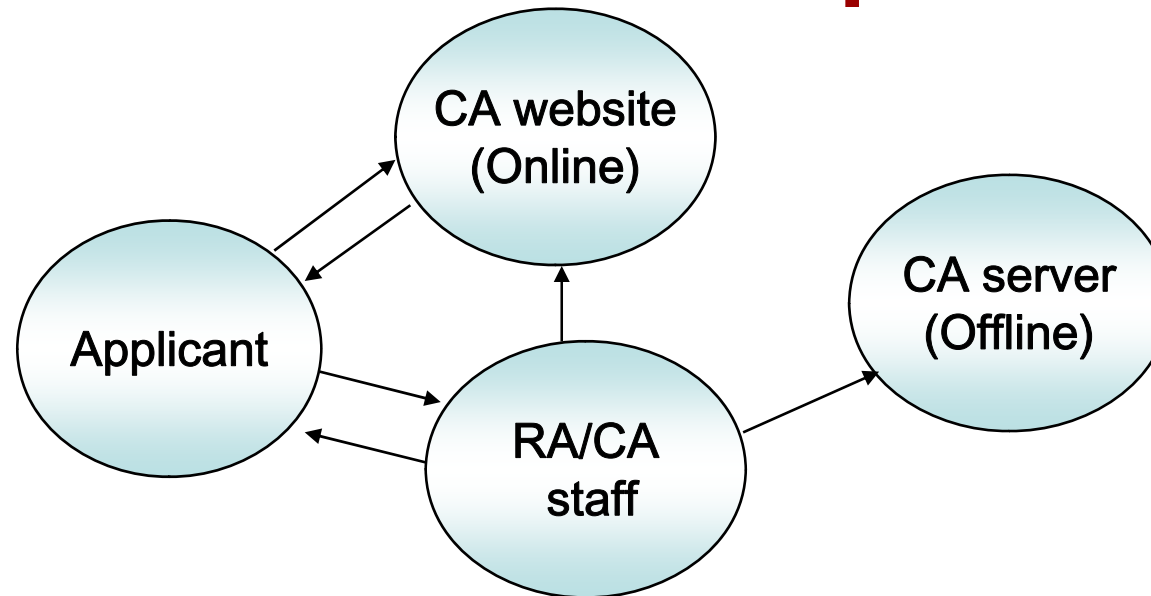 CA website
(Online)
CA server
(Offline)
Applicant
RA/CA
staff